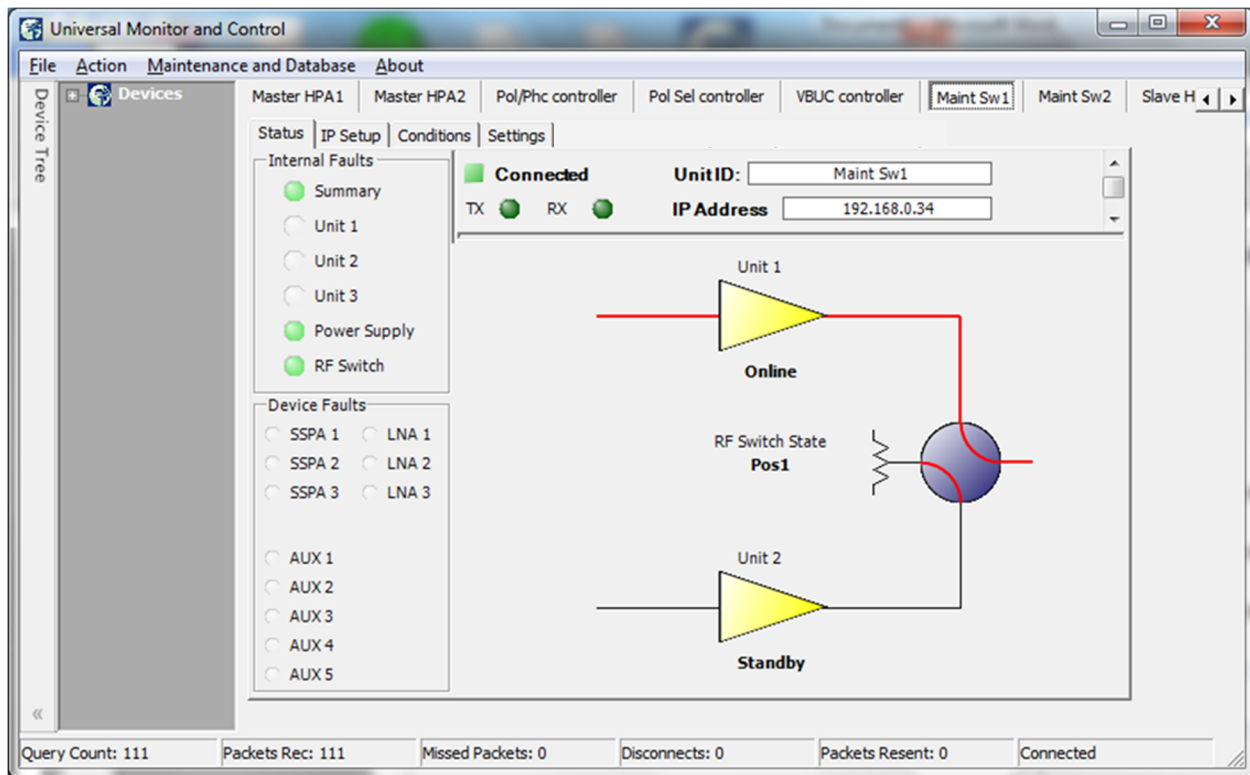 Universal Monitor and Control
File Action Maintenance and Database About
Device Tree
Devices
Master HPA1 Master HPA2 Pol/Phc controller Pol Sel controller VBUC controller Maint Sw1 Maint Sw2 Slave H
Status IP Setup Conditions Settings
Internal Faults
Summary
Unit 1
Unit 2
Unit 3
Power Supply
RF Switch
Device Faults
SSPA 1 LNA 1
SSPA 2 LNA 2
SSPA 3 LNA 3
AUX 1
AUX 2
AUX 3
AUX 4
AUX 5
Connected Unit ID: Maint Sw1
TX RX IP Address 192.168.0.34
Unit 1
Online
RF Switch State
Pos1
Unit 2
Standby
Query Count: 111 Packets Rec: 111 Missed Packets: 0 Disconnects: 0 Packets Resent: 0 Connected